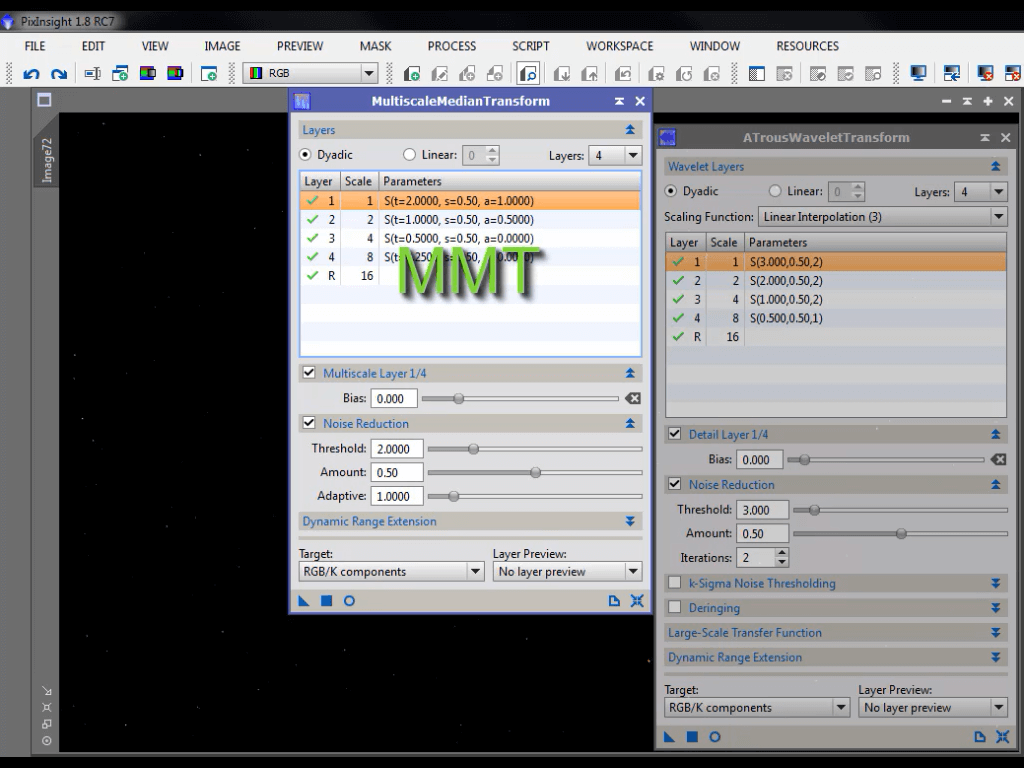 PixInsight 1.8 RC7
FILE EDIT VIEW IMAGE PREVIEW MASK PROCESS SCRIPT WORKSPACE WINDOW RESOURCES
RGB
Image72
MultiscaleMedianTransform
Layers
Dyadic Linear: 0 Layers: 4
Layer Scale Parameters
1 1 S(t=2.0000, s=0.50, a=1.0000)
2 2 S(t=1.0000, s=0.50, a=0.5000)
3 4 S(t=0.5000, s=0.50, a=0.0000)
4 8
R 16
MMT
Multiscale Layer 1/4
Bias: 0.000
Noise Reduction
Threshold: 2.0000
Amount: 0.50
Adaptive: 1.0000
Dynamic Range Extension
Target: Layer Preview:
RGB/K components No layer preview
ATrousWaveletTransform
Wavelet Layers
Dyadic Linear: 0 Layers: 4
Scaling Function: Linear Interpolation (3)
Layer Scale Parameters
1 1 S(3.000,0.50,2)
2 2 S(2.000,0.50,2)
3 4 S(1.000,0.50,2)
4 8 S(0.500,0.50,1)
R 16
Detail Layer 1/4
Bias: 0.000
Noise Reduction
Threshold: 3.000
Amount: 0.50
Iterations: 2
k-Sigma Noise Thresholding
Deringing
Large-Scale Transfer Function
Dynamic Range Extension
Target: Layer Preview:
RGB/K components No layer preview